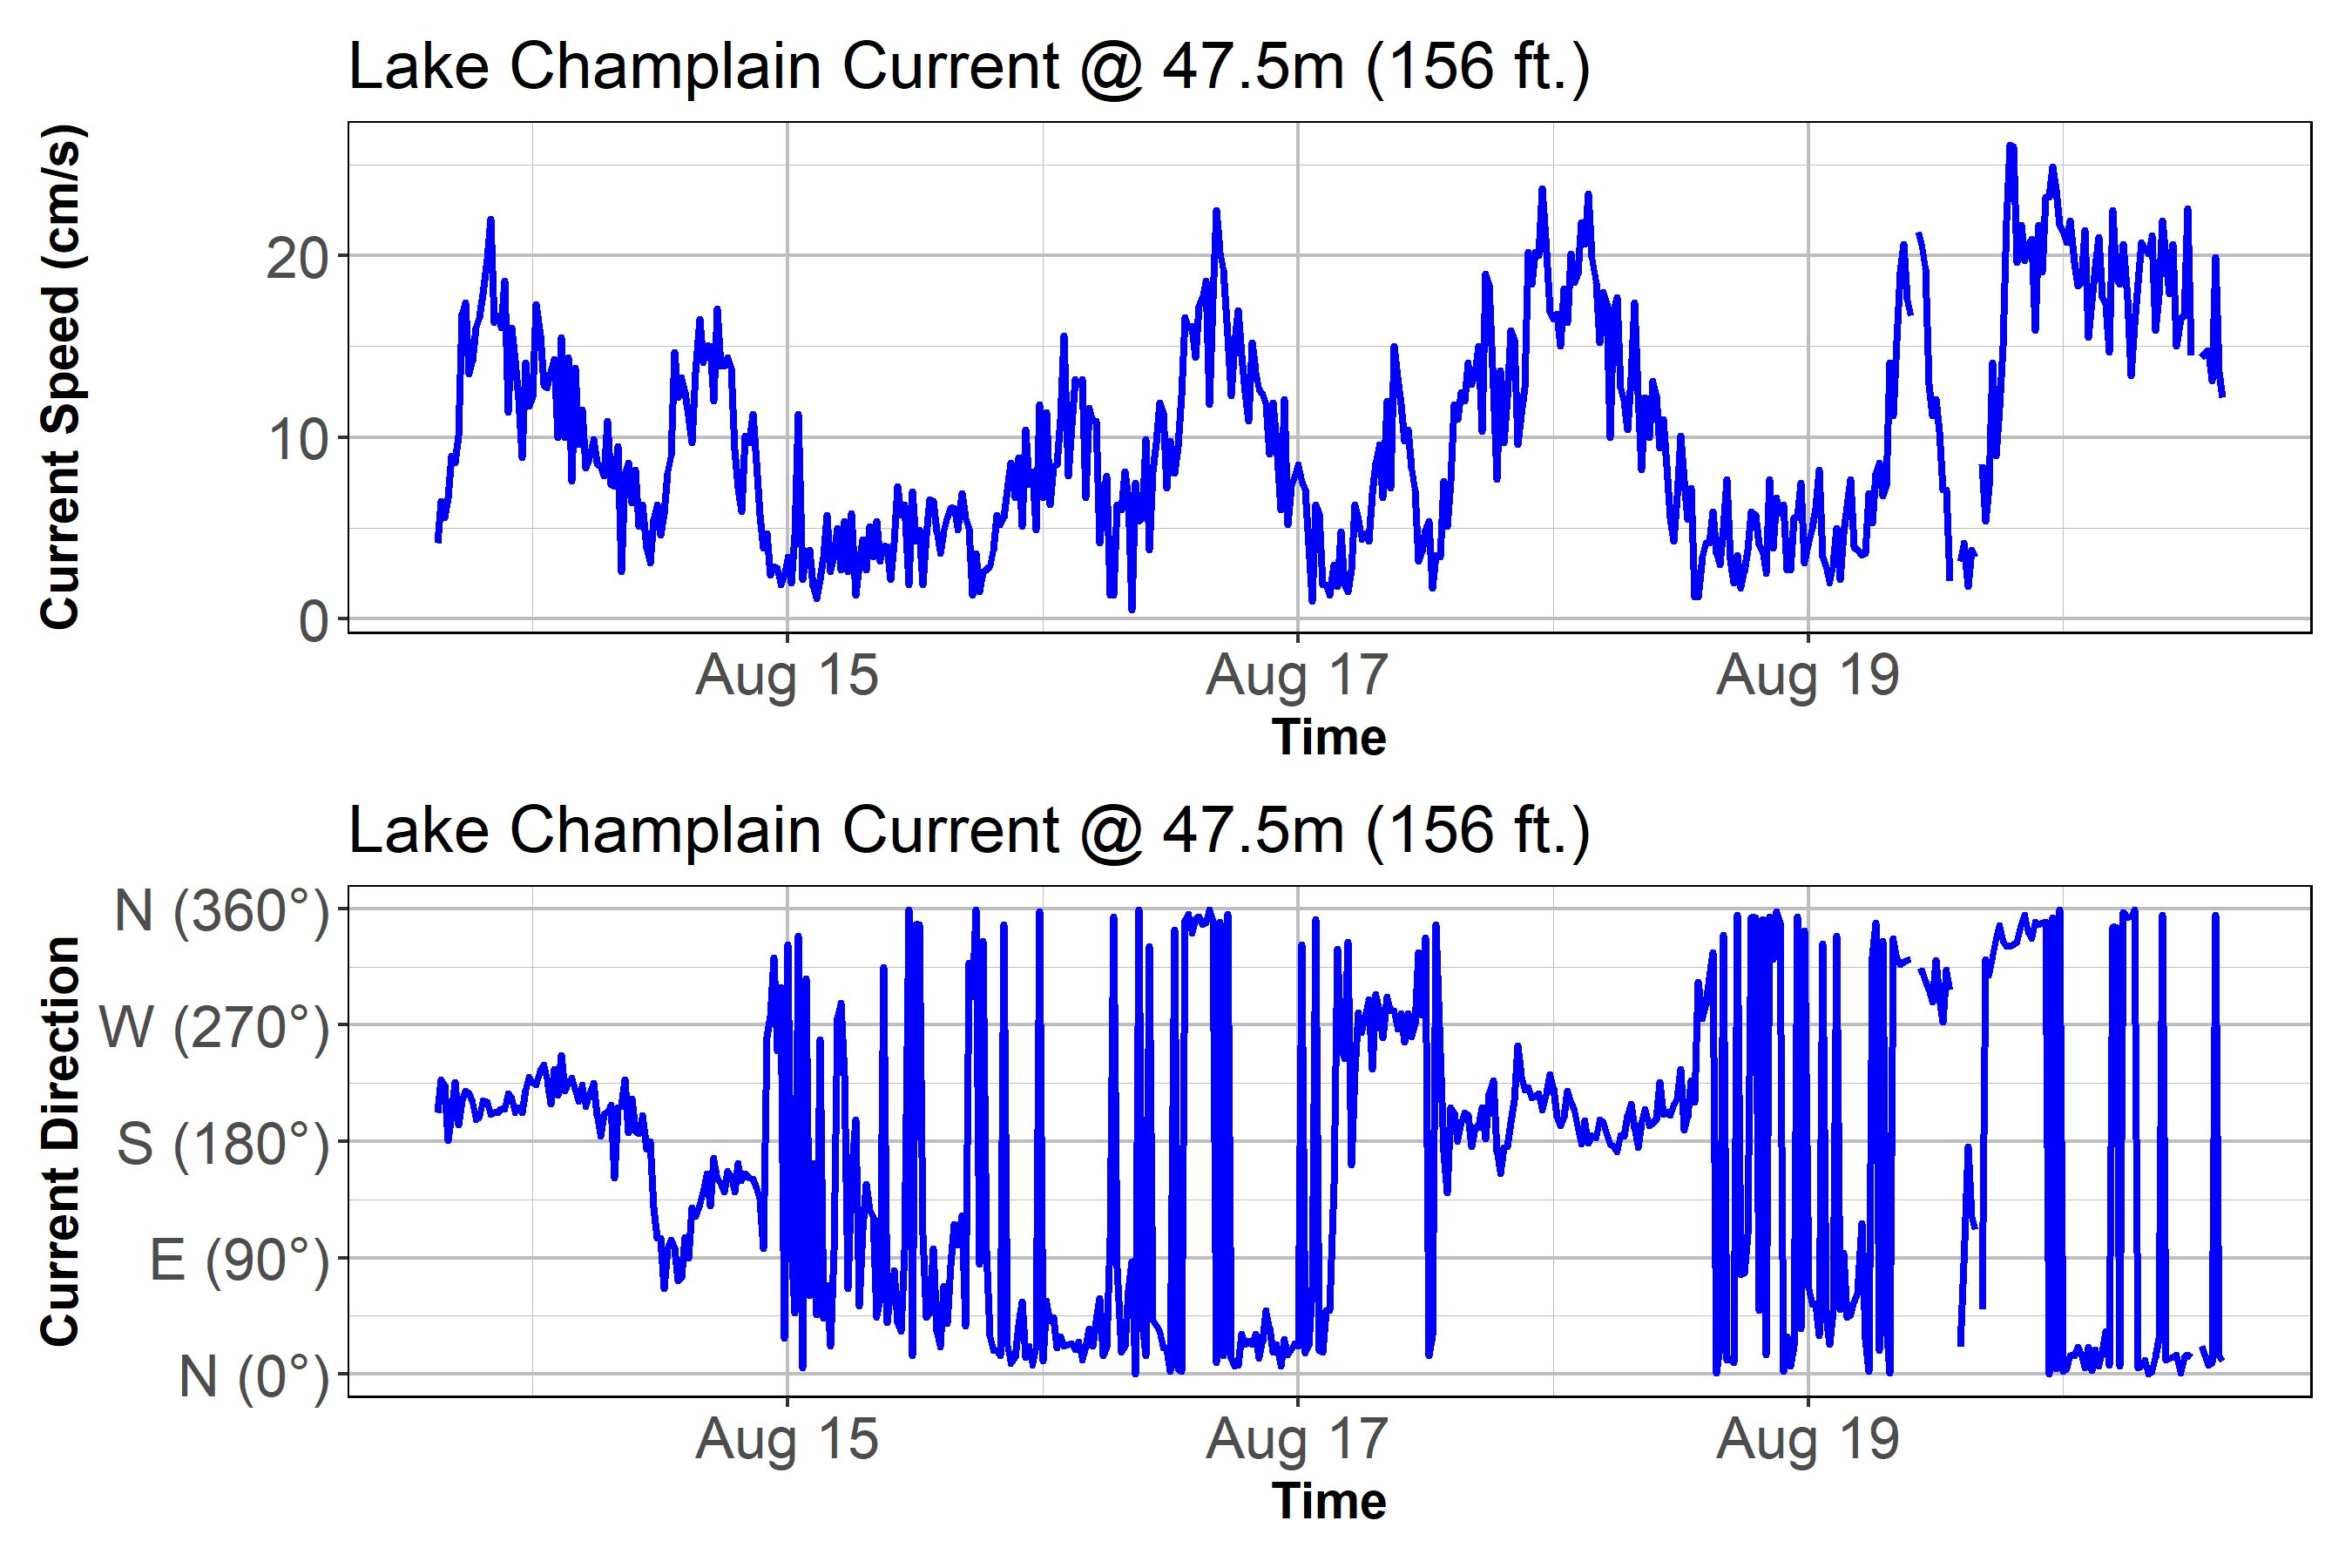 Lake Champlain Current @ 47.5m (156 ft.)
Current Speed (cm/s)
20
10
0
Aug 15 Aug 17 Aug 19
Time
Lake Champlain Current @ 47.5m (156 ft.)
Current Direction
N (360°)
W (270°)
S (180°)
E (90°)
N (0°)
Aug 15 Aug 17 Aug 19
Time